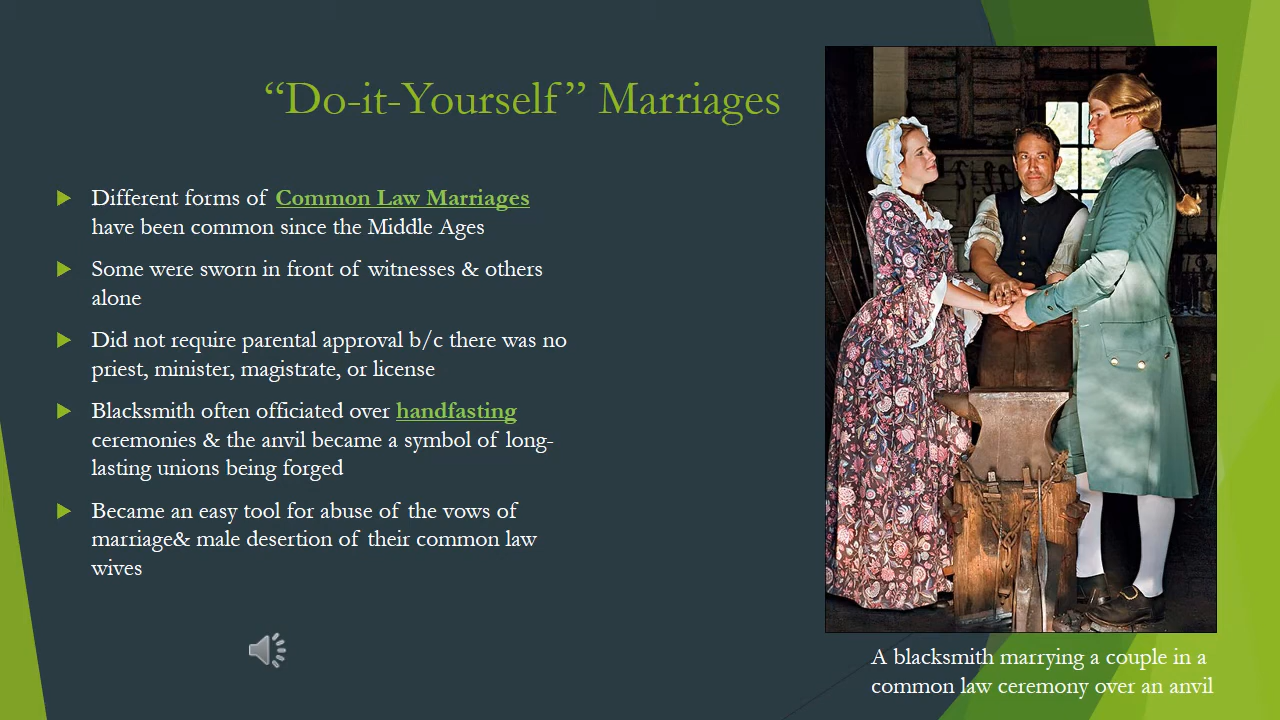 “Do-it-Yourself” Marriages
Different forms of Common Law Marriages
have been common since the Middle Ages
Some were sworn in front of witnesses & others
alone
Did not require parental approval b/c there was no
priest, minister, magistrate, or license
Blacksmith often officiated over handfasting
ceremonies & the anvil became a symbol of long-
lasting unions being forged
Became an easy tool for abuse of the vows of
marriage& male desertion of their common law
wives
A blacksmith marrying a couple in a
common law ceremony over an anvil